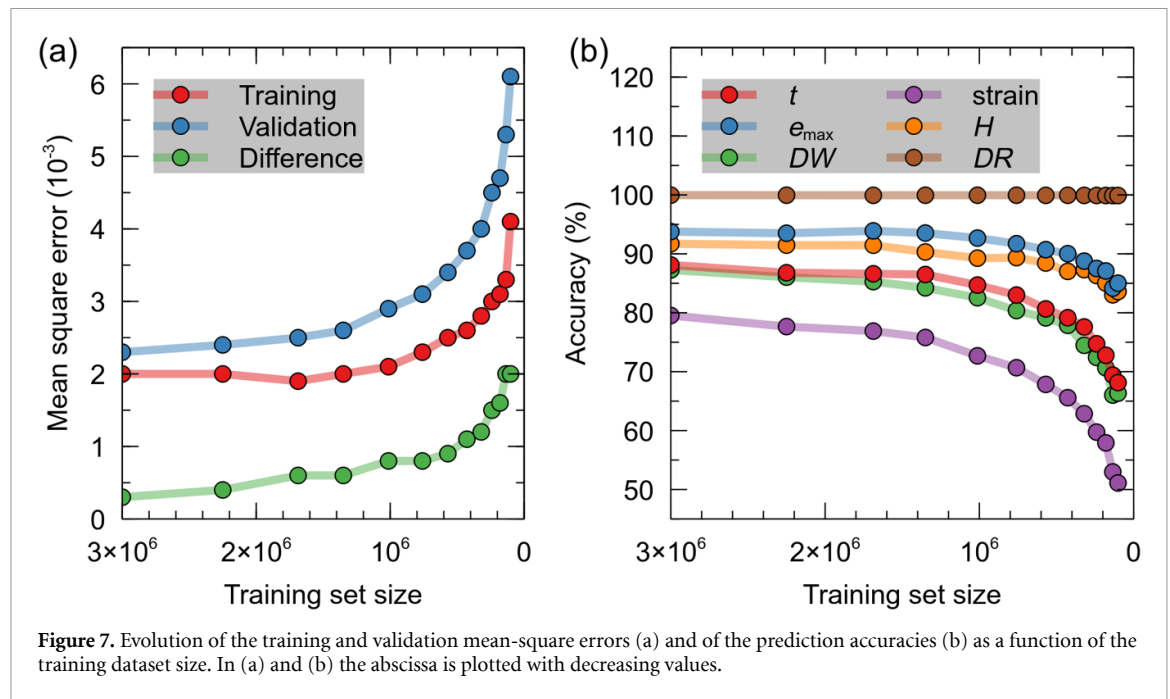 (a)
Training
Validation
Difference
Mean square error (10⁻³)
6
5
4
3
2
1
0
3×10⁶ 2×10⁶ 10⁶ 0
Training set size
(b)
t
e_max
DW
strain
H
DR
Accuracy (%)
120
110
100
90
80
70
60
50
3×10⁶ 2×10⁶ 10⁶ 0
Training set size
Figure 7. Evolution of the training and validation mean-square errors (a) and of the prediction accuracies (b) as a function of the
training dataset size. In (a) and (b) the abscissa is plotted with decreasing values.